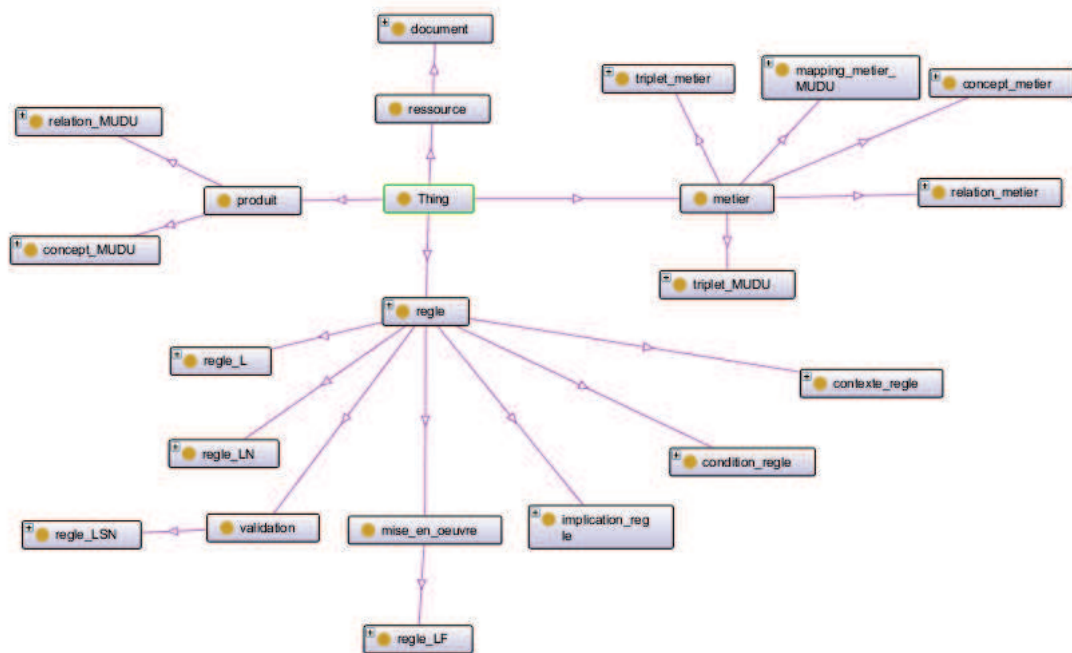 document
triplet_metier
mapping_metier_
MUDU
concept_metier
ressource
relation_MUDU
produit
Thing
metier
relation_metier
concept_MUDU
triplet_MUDU
regle
regle_L
contexte_regle
regle_LN
condition_regle
regle_LSN
validation
mise_en_oeuvre
implication_reg
le
regle_LF